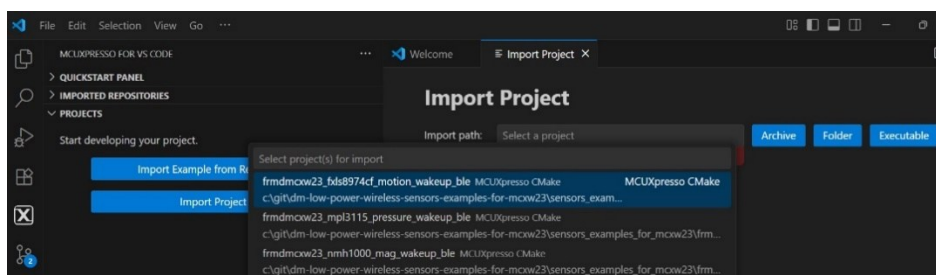 File Edit Selection View Go ...
MCUXPRESSO FOR VS CODE ...
Welcome
Import Project
QUICKSTART PANEL
IMPORTED REPOSITORIES
PROJECTS
Import Project
Start developing your project.
Import path: Select a project Archive Folder Executable
Select project(s) for import
Import Example from Re
frmdmcxw23_fxls8974cf_motion_wakeup_ble MCUXpresso CMake MCUXpresso CMake
c:\git\dm-low-power-wireless-sensors-examples-for-mcxw23\sensors_exam...
Import Project
frmdmcxw23_mpl3115_pressure_wakeup_ble MCUXpresso CMake
c:\git\dm-low-power-wireless-sensors-examples-for-mcxw23\sensors_examples_for_mcxw23\frm...
frmdmcxw23_nmh1000_mag_wakeup_ble MCUXpresso CMake
c:\git\dm-low-power-wireless-sensors-examples-for-mcxw23\sensors_examples_for_mcxw23\frm...
2